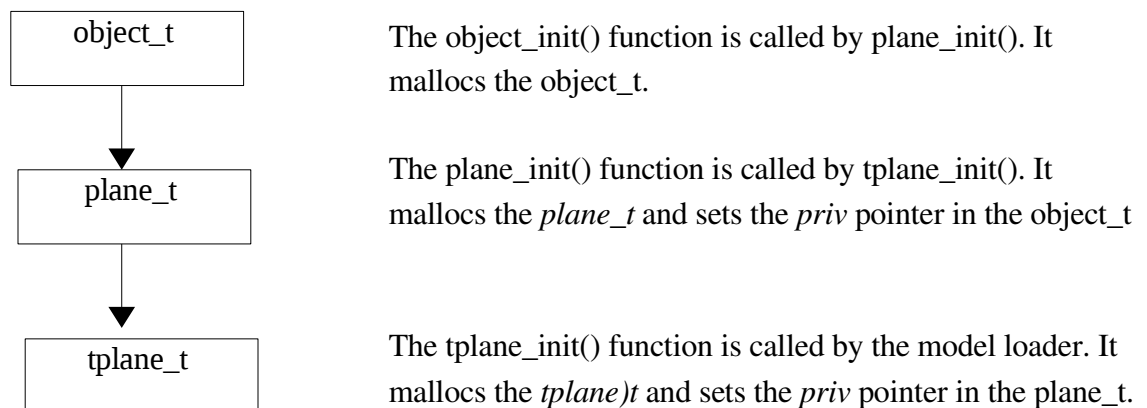 object_t
The object_init() function is called by plane_init(). It
mallocs the object_t.
plane_t
The plane_init() function is called by tplane_init(). It
mallocs the plane_t and sets the priv pointer in the object_t
tplane_t
The tplane_init() function is called by the model loader. It
mallocs the tplane)t and sets the priv pointer in the plane_t.